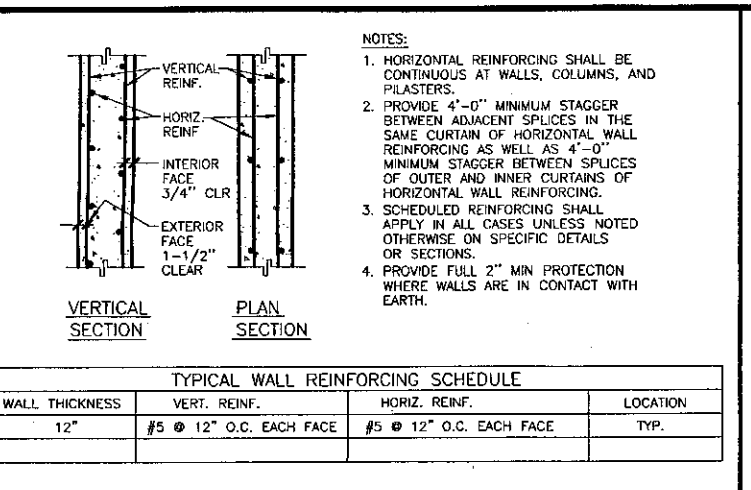 VERTICAL
REINF.
HORIZ.
REINF
INTERIOR
FACE
3/4" CLR
EXTERIOR
FACE
1-1/2"
CLEAR
VERTICAL
SECTION
PLAN
SECTION
NOTES:
1. HORIZONTAL REINFORCING SHALL BE
CONTINUOUS AT WALLS, COLUMNS, AND
PILASTERS.
2. PROVIDE 4'-0" MINIMUM STAGGER
BETWEEN ADJACENT SPLICES IN THE
SAME CURTAIN OF HORIZONTAL WALL
REINFORCING AS WELL AS 4'-0"
MINIMUM STAGGER BETWEEN SPLICES
OF OUTER AND INNER CURTAINS OF
HORIZONTAL WALL REINFORCING.
3. SCHEDULED REINFORCING SHALL
APPLY IN ALL CASES UNLESS NOTED
OTHERWISE ON SPECIFIC DETAILS
OR SECTIONS.
4. PROVIDE FULL 2" MIN PROTECTION
WHERE WALLS ARE IN CONTACT WITH
EARTH.
TYPICAL WALL REINFORCING SCHEDULE
WALL THICKNESS VERT. REINF. HORIZ. REINF. LOCATION
12" #5 @ 12" O.C. EACH FACE #5 @ 12" O.C. EACH FACE TYP.